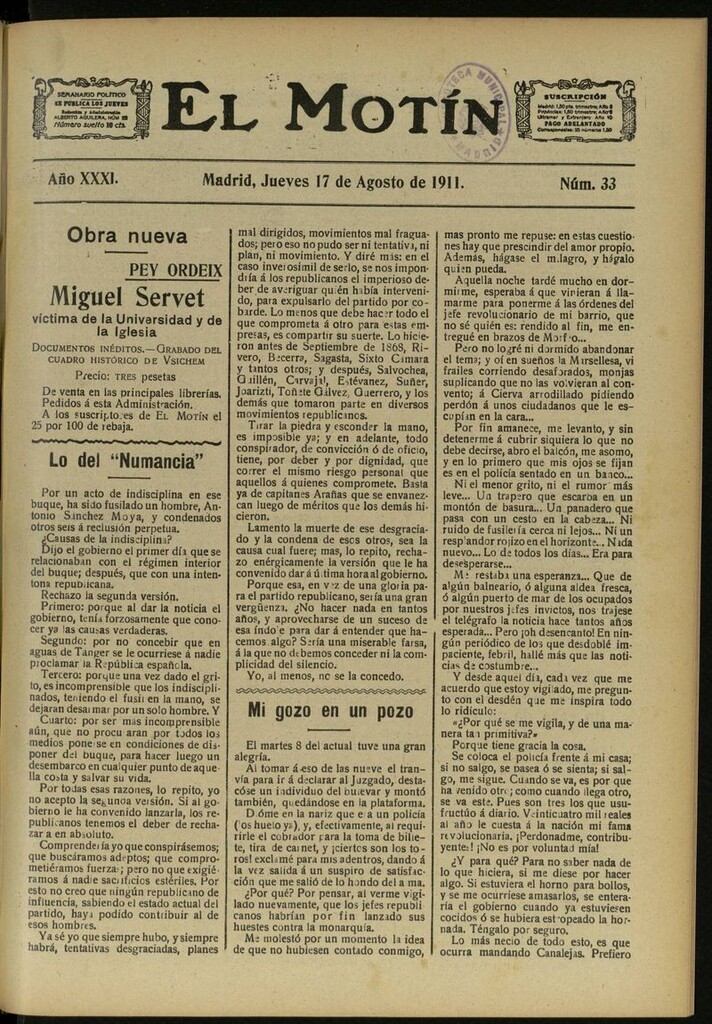 SEMANARIO POLÍTICO
SE PUBLICA LOS JUEVES
Redacción y Administración
ALBERTO AGUILERA, NÚM
Número suelto 10 cts.
EL MOTÍN
SUSCRIPCIÓN
PAGO ADELANTADO
Año XXXI.
Madrid, Jueves 17 de Agosto de 1911.
Núm. 33
Obra nueva
PEY ORDEIX
Miguel Servet
víctima de la Universidad y de
la Iglesia
DOCUMENTOS INÉDITOS.—GRABADO DEL
CUADRO HISTÓRICO DE VSICHEM
Precio: TRES pesetas
De venta en las principales librerías.
Pedidos á esta Administración.
A los suscriptores de EL MOTÍN el
25 por 100 de rebaja.
Lo del "Numancia"
Por un acto de indisciplina en ese
buque, ha sido fusilado un hombre, An-
tonio Sánchez Moya, y condenados
otros seis á reclusión perpetua.
¿Causas de la indisciplina?
Dijo el gobierno el primer día que se
relacionaban con el régimen interior
del buque; después, con una inten-
tona republicana.
Rechazo la segunda versión.
Primero: porque al dar la noticia el
gobierno, tenía forzosamente que cono-
cer ya las causas verdaderas.
Segundo: por no concebir que en
aguas de Tánger se le ocurriese á nadie
proclamar la República española.
Tercero: porque una vez dado el gri-
to, es incomprensible que los indiscipli-
nados, teniendo el fusil en la mano, se
dejaran desarmar por un solo hombre. Y
Cuarto: por ser más incomprensible
aún, que no procuraran por todos los
medios ponerse en condiciones de dis-
poner del buque, para hacer luego un
desembarco en cualquier punto de aque-
lla costa y salvar su vida.
Por todas esas razones, lo repito, yo
no acepto la segunda versión. Si al go-
bierno le ha convenido lanzarla, los re-
publicanos tenemos el deber de recha-
zar a en absoluto.
Comprendería yo que conspirásemos;
que buscáramos adeptos; que compro-
metiéramos fuerza; pero no que exigié-
ramos á nadie sacrificios estériles. Por
esto no creo que ningún republicano de
influencia, sabiendo el estado actual del
partido, haya podido contribuir al de
esos hombres.
Ya sé yo que siempre hubo, y siempre
habrá, tentativas desgraciadas, planes
mal dirigidos, movimientos mal fragua-
dos; pero eso no pudo ser ni tentativa, ni
plan, ni movimiento. Y diré más: en el
caso inverosímil de serlo, se nos impon-
dría á los republicanos el imperioso deber
de averiguar quién había interveni-
do, para expulsarlo del partido por co-
barde. Lo menos que debe hacer todo el
que comprometa á otro para estas em-
presas, es compartir su suerte. Lo hicie-
ron antes de Septiembre de 1868, Ri-
vero, Becerra, Sagasta, Sixto Cámara
y tantos otros; y después, Salvochea,
Guillén, Carvajal, Estévanez, Suñer,
Joarizti, Toñete Gálvez, Guerrero, y los
demás que tomaron parte en diversos
movimientos republicanos.
Tirar la piedra y esconder la mano,
es imposible ya; y en adelante, todo
conspirador, de convicción ó de oficio,
tiene, por deber y por dignidad, que
correr el mismo riesgo personal que
aquellos á quienes compromete. Basta
ya de capitanes Arañas que se envanez-
can luego de méritos que los demás hi-
cieron.
Lamento la muerte de ese desgracia-
do y la condena de esos otros, sea la
causa cual fuere; mas, lo repito, recha-
zo enérgicamente la versión que le ha
convenido dar á última hora al gobierno.
Porque esa, en vez de una gloria pa-
ra el partido republicano, sería una gran
vergüenza. ¿No hacer nada en tantos
años, y aprovecharse de un suceso de
esa índole para dar á entender que ha-
cemos algo? Sería una miserable farsa,
á la que no debemos conceder ni la com-
plicidad del silencio.
Yo, al menos, no se la concedo.
Mi gozo en un pozo
El martes 8 del actual tuve una gran
alegría.
Al tomar á eso de las nueve el tran-
vía para ir á declarar al Juzgado, desta-
cóse un individuo del bulevar y montó
también, quedándose en la plataforma.
Dióme en la nariz que era un policía
(los huelo ya), y, efectivamente, al requi-
rirle el cobrador para la toma de bille-
te, tira de carnet, y ¡ciertos son los to-
ros! exclamé para mis adentros, dando á
la vez salida á un suspiro de satisfac-
ción que me salió de lo hondo del alma.
¿Por qué? Por pensar, al verme vigi-
lado nuevamente, que los jefes republi-
canos habrían por fin lanzado sus
huestes contra la monarquía.
Me molestó por un momento la idea
de que no hubiesen contado conmigo,
mas pronto me repuse: en estas cuestio-
nes hay que prescindir del amor propio.
Además, hágase el milagro, y hágalo
quien pueda.
Aquella noche tardé mucho en dor-
mirme, esperaba á que vinieran á lla-
marme para ponerme á las órdenes del
jefe revolucionario de mi barrio, que
no sé quién es: rendido al fin, me en-
tregué en brazos de Morfeo...
Pero no logré ni dormido abandonar
el tema; y oí en sueños la Marsellesa, vi
frailes corriendo desaforados, monjas
suplicando que no las volvieran al con-
vento; á Cierva arrodillado pidiendo
perdón á unos ciudadanos que le es-
cupían en la cara...
Por fin amanece, me levanto, y sin
detenerme á cubrir siquiera lo que no
debe decirse, abro el balcón, me asomo,
y en lo primero que mis ojos se fijan
es en el policía sentado en un banco...
Ni el menor grito, ni el rumor más
leve... Un trapero que escarba en un
montón de basura... Un panadero que
pasa con un cesto en la cabeza... Ni
ruido de fusilería cerca ni lejos... Ni un
resplandor rojizo en el horizonte... Nada
nuevo... Lo de todos los días... Era para
desesperarse...
Me restaba una esperanza... Que de
algún balneario, ó alguna aldea fresca,
ó algún puerto de mar de los ocupados
por nuestros jefes invictos, nos trajese
el telégrafo la noticia hace tantos años
esperada... Pero ¡oh desencanto! En nin-
gún periódico de los que desdoblé im-
paciente, febril, hallé más que las noti-
cias de costumbre...
Y desde aquel día, cada vez que me
acuerdo que estoy vigilado, me pregun-
to con el desdén que me inspira todo
lo ridículo:
«¿Por qué se me vigila, y de una ma-
nera tan primitiva?»
Porque tiene gracia la cosa.
Se coloca el policía frente á mi casa;
si no salgo, se pasea ó se sienta; si sal-
go, me sigue. Cuando se va, es por que
ha venido otro; como cuando llega otro,
se va este. Pues son tres los que usu-
fructúo á diario. Veinticuatro mil reales
al año le cuesta á la nación mi fama
revolucionaria. ¡Perdonadme, contribu-
yentes! ¡No es por voluntad mía!
¿Y para qué? Para no saber nada de
lo que hiciera, si me diese por hacer
algo. Si estuviera el horno para bollos,
y se me ocurriese amasarlos, se entera-
ría el gobierno cuando ya estuvieren
cocidos ó se hubiera estropeado la hor-
nada. Téngalo por seguro.
Lo más necio de todo esto, es que
ocurra mandando Canalejas. Prefiero